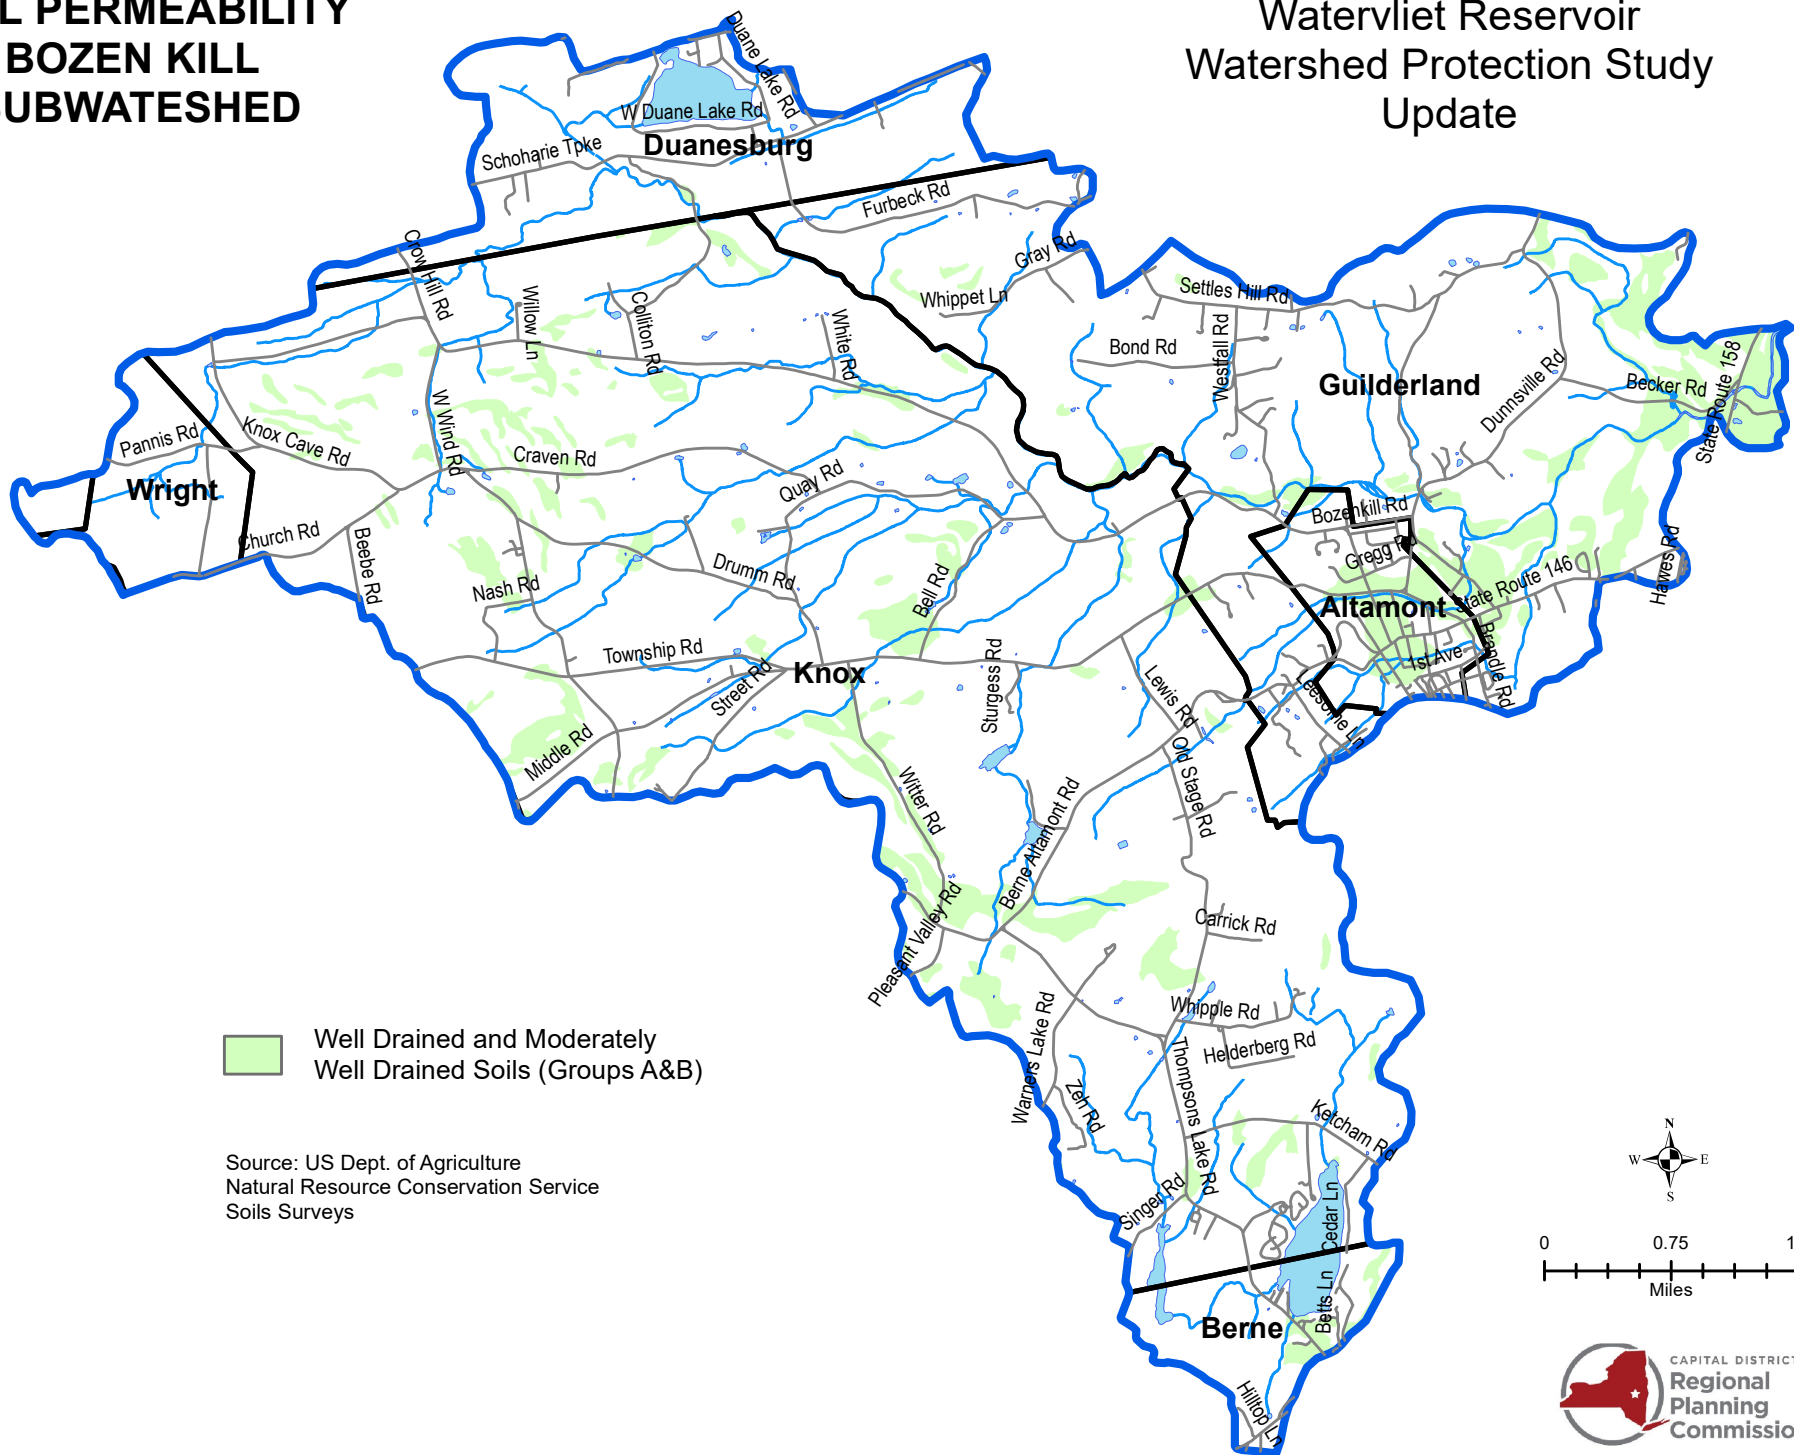 L PERMEABILITY
BOZEN KILL
SUBWATESHED
Watervliet Reservoir
Watershed Protection Study
Update
Duane Lake Rd
W Duane Lake Rd
Duanesburg
Schoharie Tpke
Furbeck Rd
Gray Rd
Whippet Ln
Settles Hill Rd
Crow Hill Rd
Willow Ln
Colliton Rd
White Rd
Bond Rd
Westfall Rd
Guilderland
Dunnsville Rd
Becker Rd
State Route 158
Pannis Rd
Knox Cave Rd
W Wind Rd
Craven Rd
Quay Rd
Wright
Church Rd
Beebe Rd
Nash Rd
Drumm Rd
Bell Rd
Bozenkill Rd
Gregg Rd
State Route 146
Hawes Rd
Altamont
1st Ave
Brandle Rd
Township Rd
Street Rd
Knox
Sturgess Rd
Lewis Rd
Leesome Ln
Middle Rd
Witter Rd
Old Stage Rd
Berne Altamont Rd
Pleasant Valley Rd
Carrick Rd
Whipple Rd
Helderberg Rd
Warners Lake Rd
Zeh Rd
Thompsons Lake Rd
Ketcham Rd
Singer Rd
Cedar Ln
Betts Ln
Berne
Hilltop Ln
Well Drained and Moderately
Well Drained Soils (Groups A&B)
Source: US Dept. of Agriculture
Natural Resource Conservation Service
Soils Surveys
N
W E
S
0 0.75 1
Miles
CAPITAL DISTRICT
Regional
Planning
Commissio